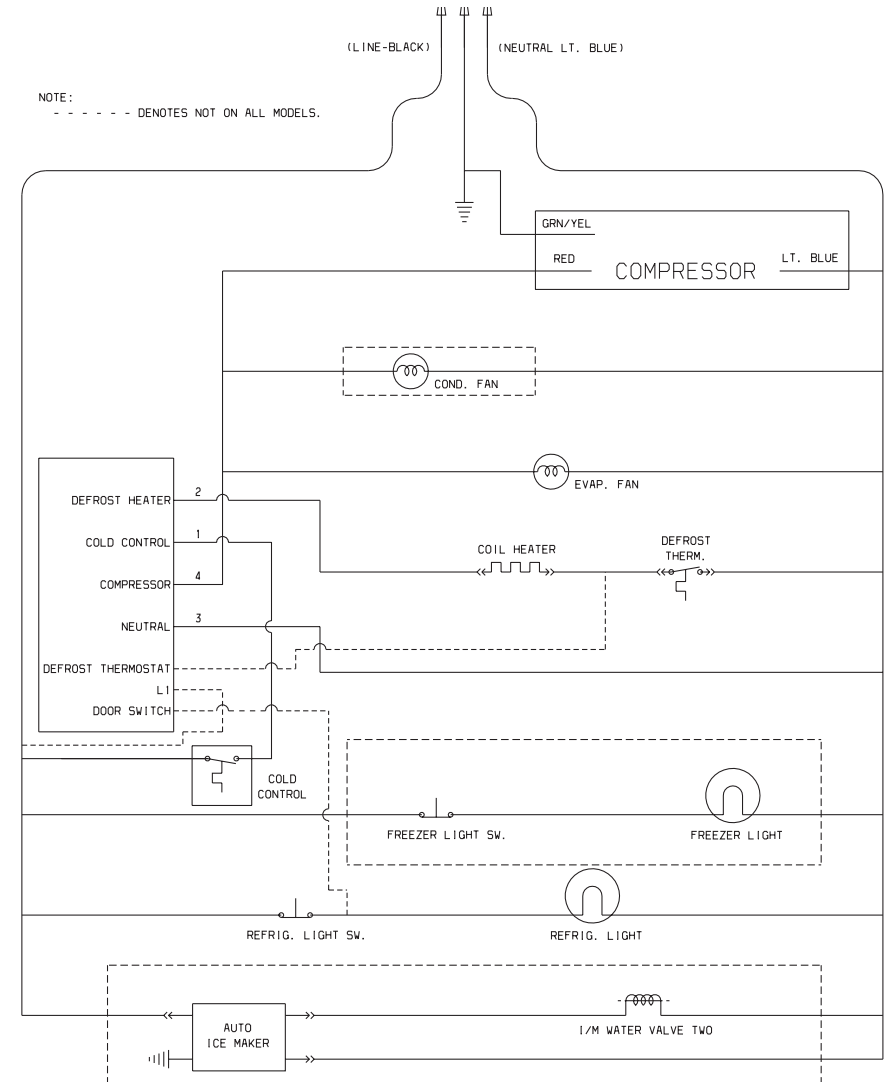 (LINE-BLACK)
(NEUTRAL LT. BLUE)
NOTE:
- - - - - - DENOTES NOT ON ALL MODELS.
GRN/YEL
RED
COMPRESSOR
LT. BLUE
COND. FAN
EVAP. FAN
DEFROST HEATER
2
COLD CONTROL
1
COMPRESSOR
4
NEUTRAL
3
DEFROST THERMOSTAT
L1
DOOR SWITCH
COIL HEATER
DEFROST
THERM.
COLD
CONTROL
FREEZER LIGHT SW.
FREEZER LIGHT
REFRIG. LIGHT SW.
REFRIG. LIGHT
AUTO
ICE MAKER
I/M WATER VALVE TWO